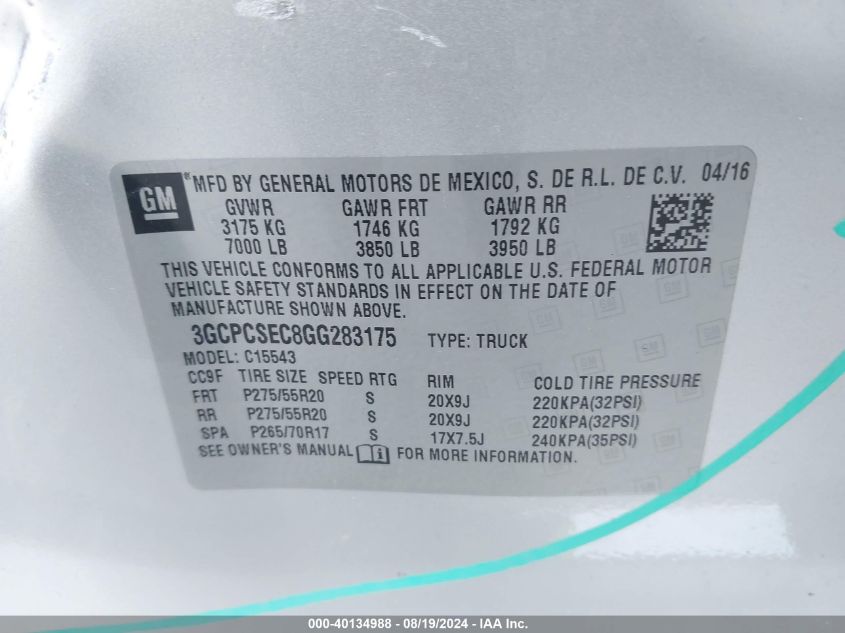 GM ® MFD BY GENERAL MOTORS DE MEXICO, S. DE R.L. DE C.V. 04/16
GVWR GAWR FRT GAWR RR
3175 KG 1746 KG 1792 KG
7000 LB 3850 LB 3950 LB
THIS VEHICLE CONFORMS TO ALL APPLICABLE U.S. FEDERAL MOTOR
VEHICLE SAFETY STANDARDS IN EFFECT ON THE DATE OF
MANUFACTURE SHOWN ABOVE.
3GCPCSEC8GG283175 TYPE: TRUCK
MODEL: C15543
CC9F TIRE SIZE SPEED RTG RIM COLD TIRE PRESSURE
FRT P275/55R20 S 20X9J 220KPA(32PSI)
RR P275/55R20 S 20X9J 220KPA(32PSI)
SPA P265/70R17 S 17X7.5J 240KPA(35PSI)
SEE OWNER'S MANUAL FOR MORE INFORMATION.
000-40134988 - 08/19/2024 - IAA Inc.